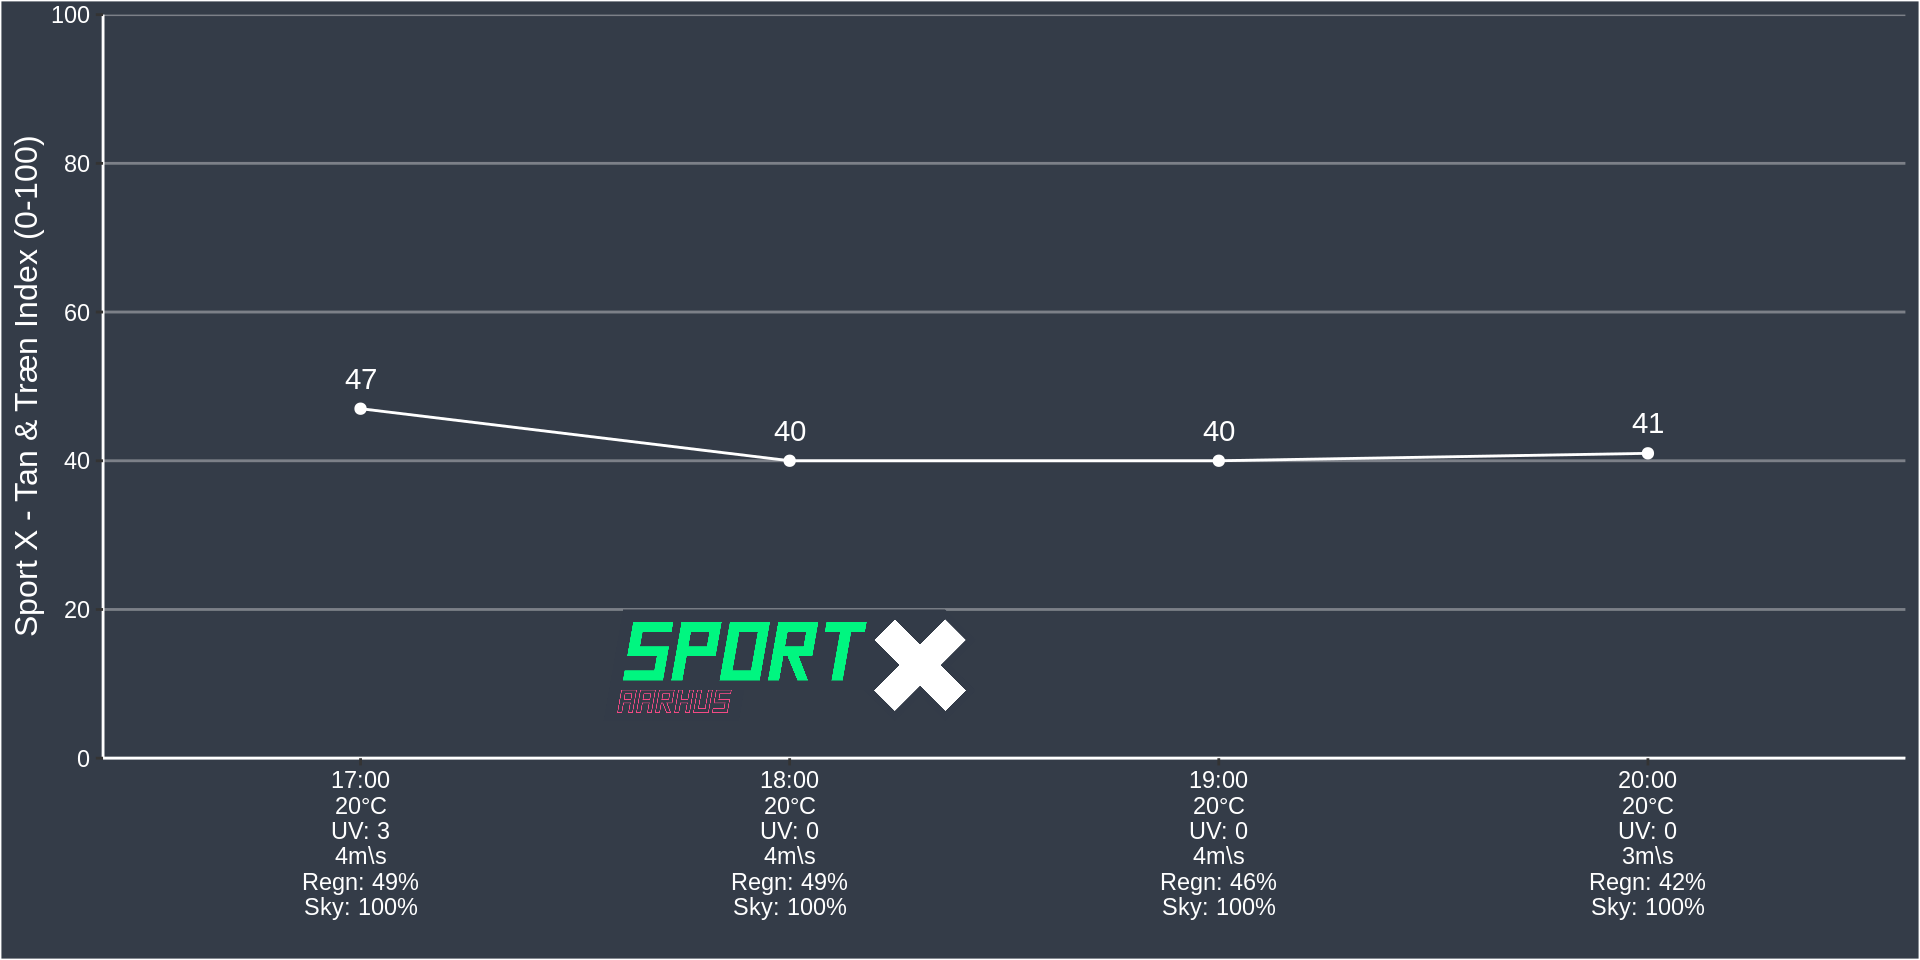 Sport X - Tan & Træn Index (0-100)
100
80
60
40
20
0
47
40
40
41
SPORT X
AARHUS
17:00
20°C
UV: 3
4m\s
Regn: 49%
Sky: 100%
18:00
20°C
UV: 0
4m\s
Regn: 49%
Sky: 100%
19:00
20°C
UV: 0
4m\s
Regn: 46%
Sky: 100%
20:00
20°C
UV: 0
3m\s
Regn: 42%
Sky: 100%